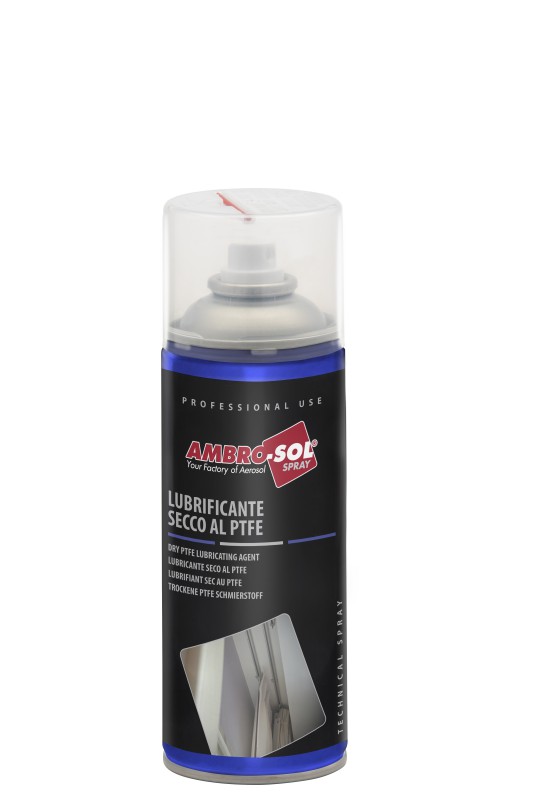 PROFESSIONAL USE
AMBRO-SOL®
Your Factory of Aerosol SPRAY
LUBRIFICANTE
SECCO AL PTFE
DRY PTFE LUBRICATING AGENT
LUBRICANTE SECO AL PTFE
LUBRIFIANT SEC AU PTFE
TROCKENE PTFE SCHMIERSTOFF
TECHNICAL SPRAY